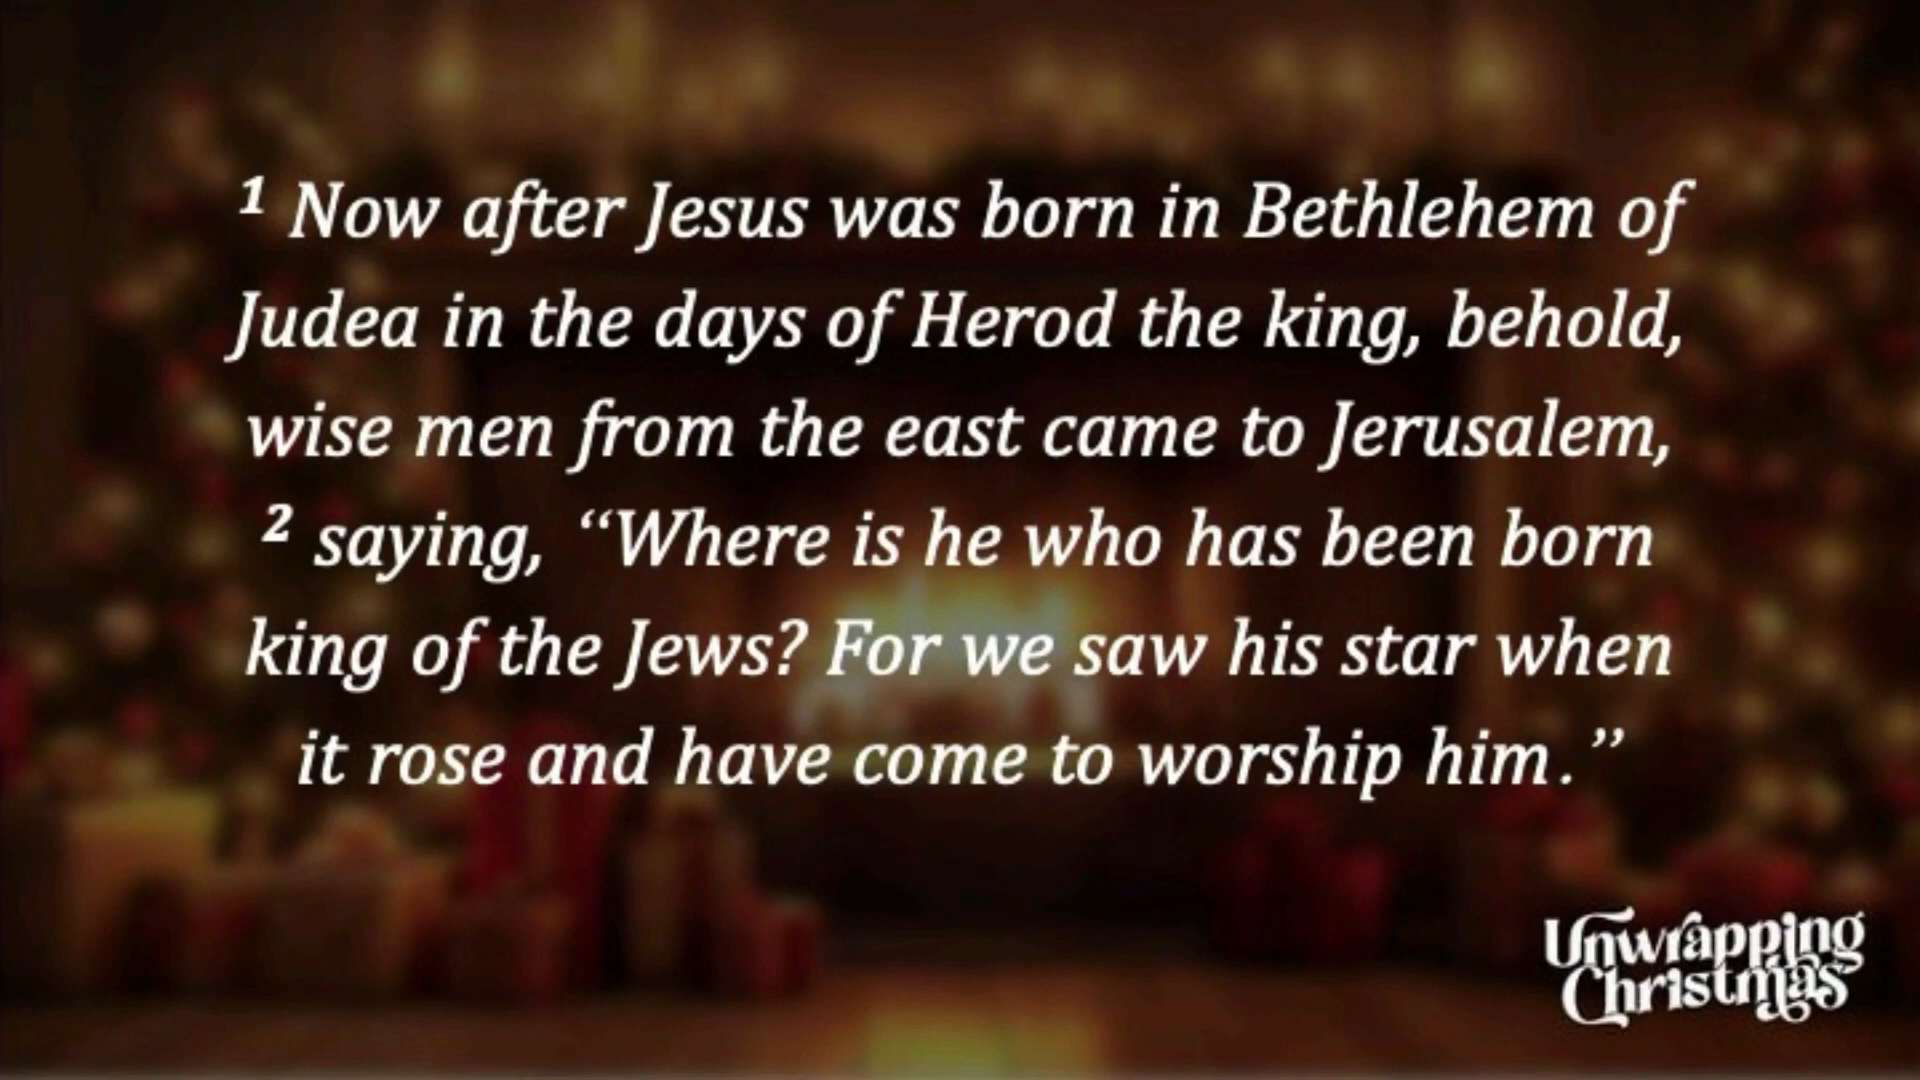 ¹ Now after Jesus was born in Bethlehem of
Judea in the days of Herod the king, behold,
wise men from the east came to Jerusalem,
² saying, “Where is he who has been born
king of the Jews? For we saw his star when
it rose and have come to worship him.”
Unwrapping
Christmas